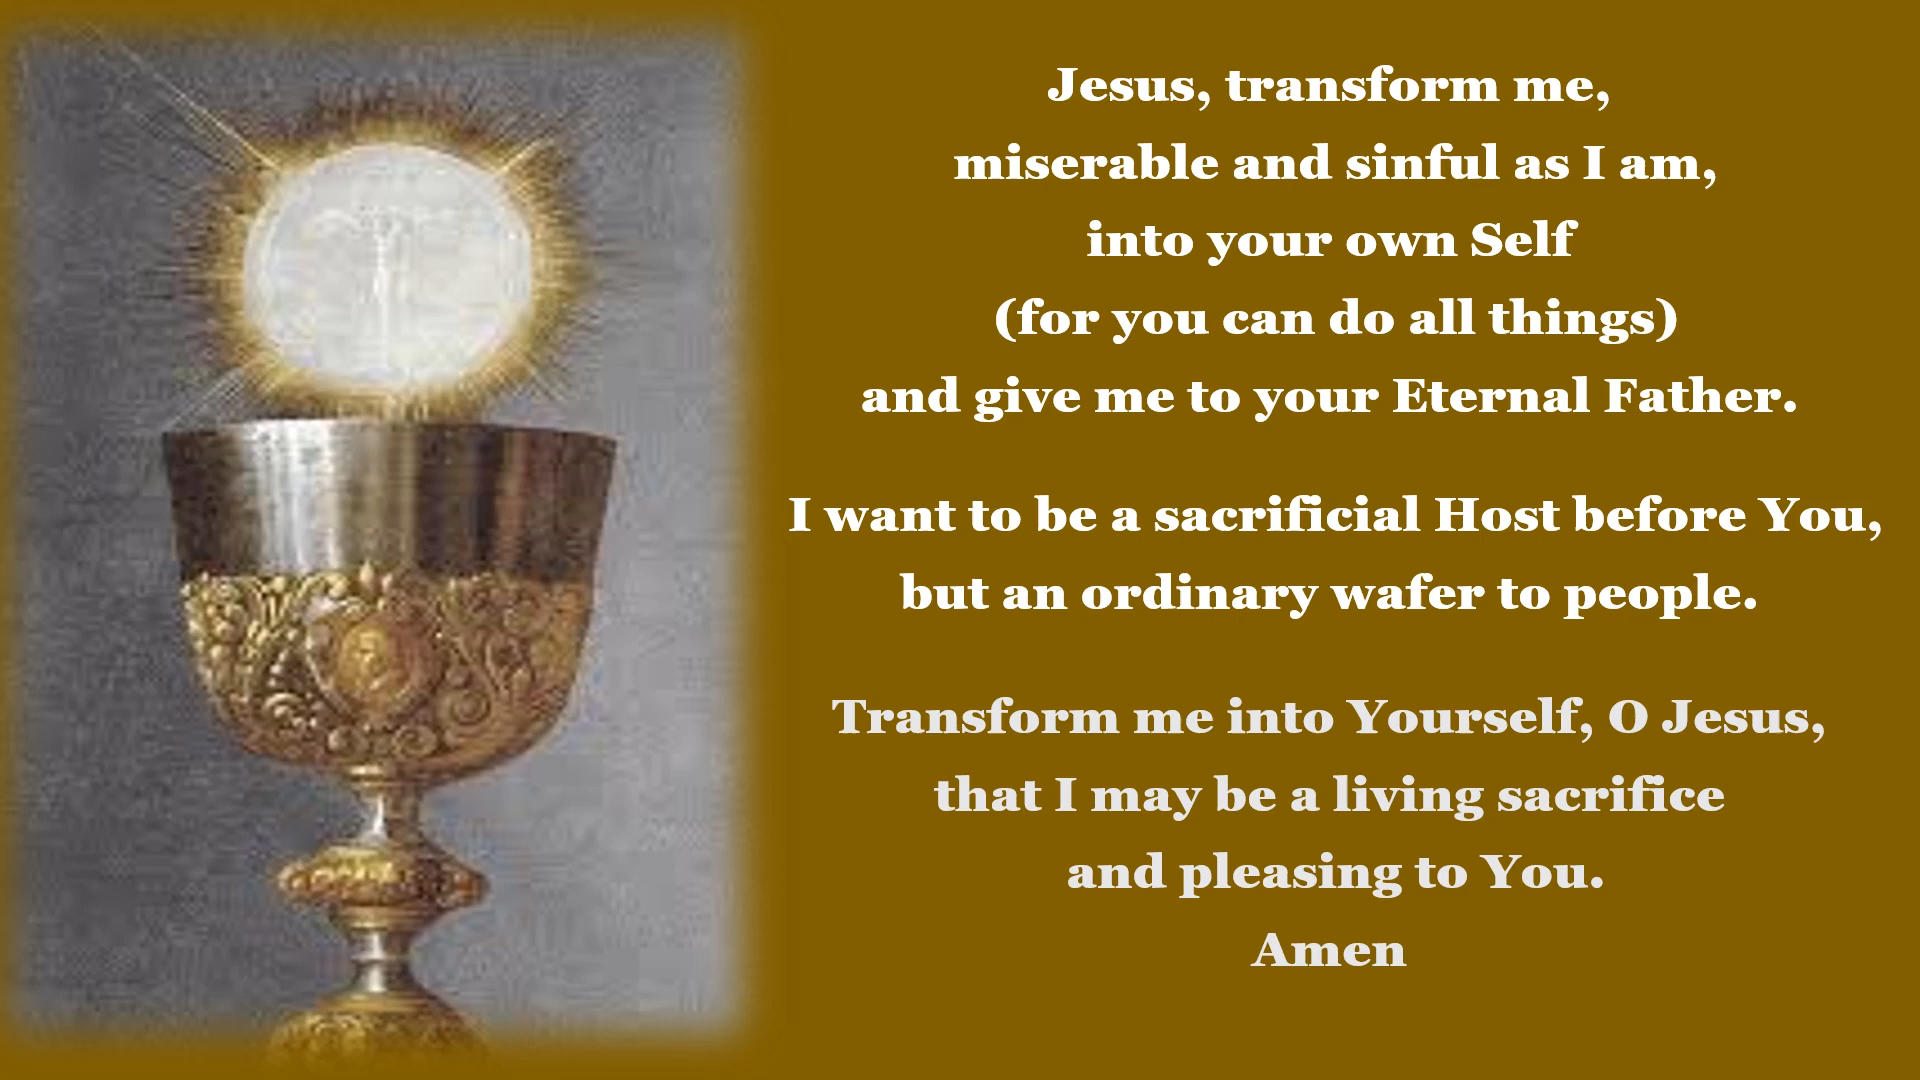 Jesus, transform me,
miserable and sinful as I am,
into your own Self
(for you can do all things)
and give me to your Eternal Father.
I want to be a sacrificial Host before You,
but an ordinary wafer to people.
Transform me into Yourself, O Jesus,
that I may be a living sacrifice
and pleasing to You.
Amen